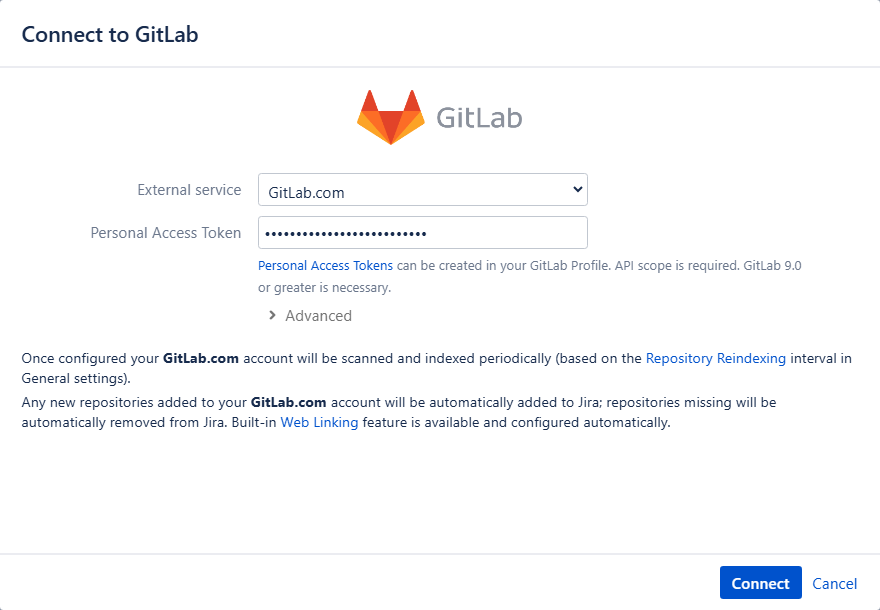 Connect to GitLab
GitLab
External service
GitLab.com
Personal Access Token
••••••••••••••••••••••••••
Personal Access Tokens can be created in your GitLab Profile. API scope is required. GitLab 9.0
or greater is necessary.
Advanced
Once configured your GitLab.com account will be scanned and indexed periodically (based on the Repository Reindexing interval in
General settings).
Any new repositories added to your GitLab.com account will be automatically added to Jira; repositories missing will be
automatically removed from Jira. Built-in Web Linking feature is available and configured automatically.
Connect
Cancel